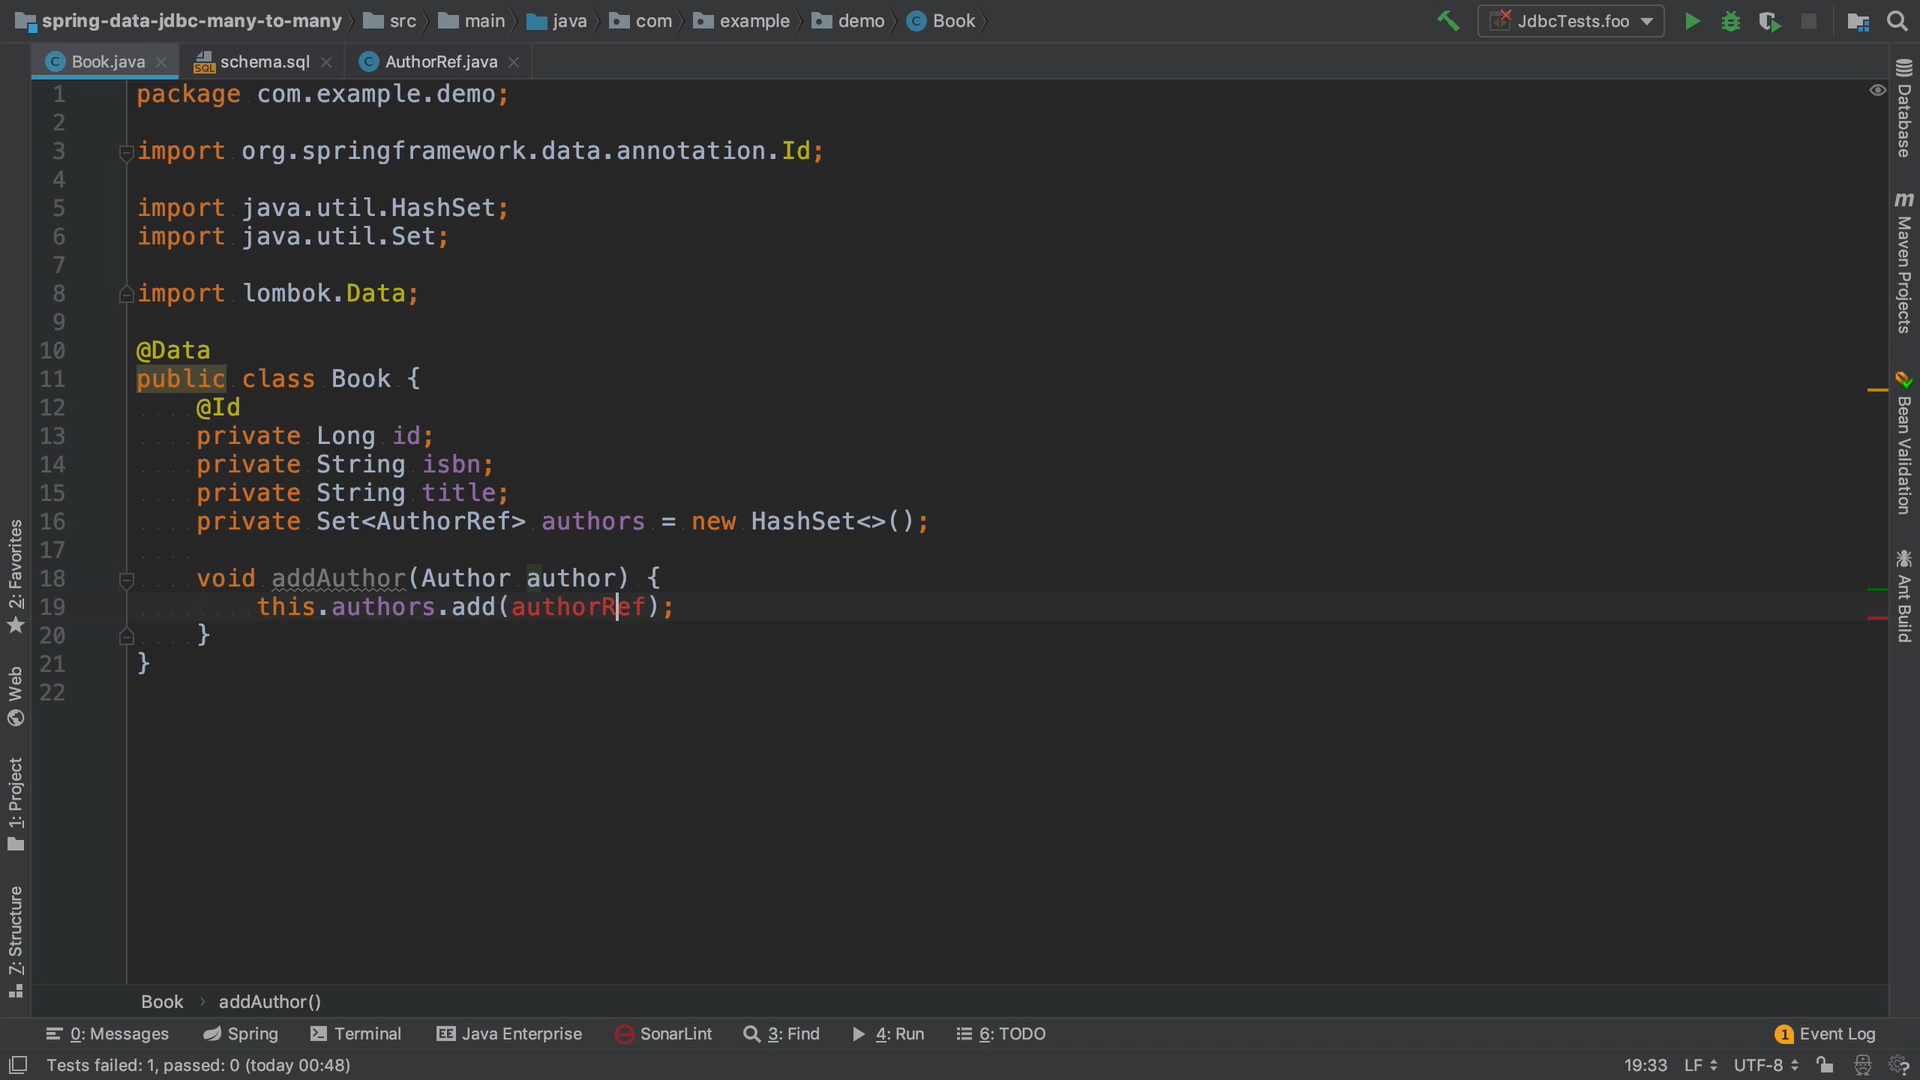 spring-data-jdbc-many-to-many src main java com example demo Book
JdbcTests.foo
Book.java schema.sql AuthorRef.java
1 package com.example.demo;
2
3 import org.springframework.data.annotation.Id;
4
5 import java.util.HashSet;
6 import java.util.Set;
7
8 import lombok.Data;
9
10 @Data
11 public class Book {
12 @Id
13 private Long id;
14 private String isbn;
15 private String title;
16 private Set<AuthorRef> authors = new HashSet<>();
17
18 void addAuthor(Author author) {
19 this.authors.add(authorRef);
20 }
21 }
22
2: Favorites
Web
1: Project
7: Structure
Database
m Maven Projects
Bean Validation
Ant Build
Book › addAuthor()
0: Messages Spring Terminal Java Enterprise SonarLint 3: Find 4: Run 6: TODO 1 Event Log
Tests failed: 1, passed: 0 (today 00:48) 19:33 LF UTF-8